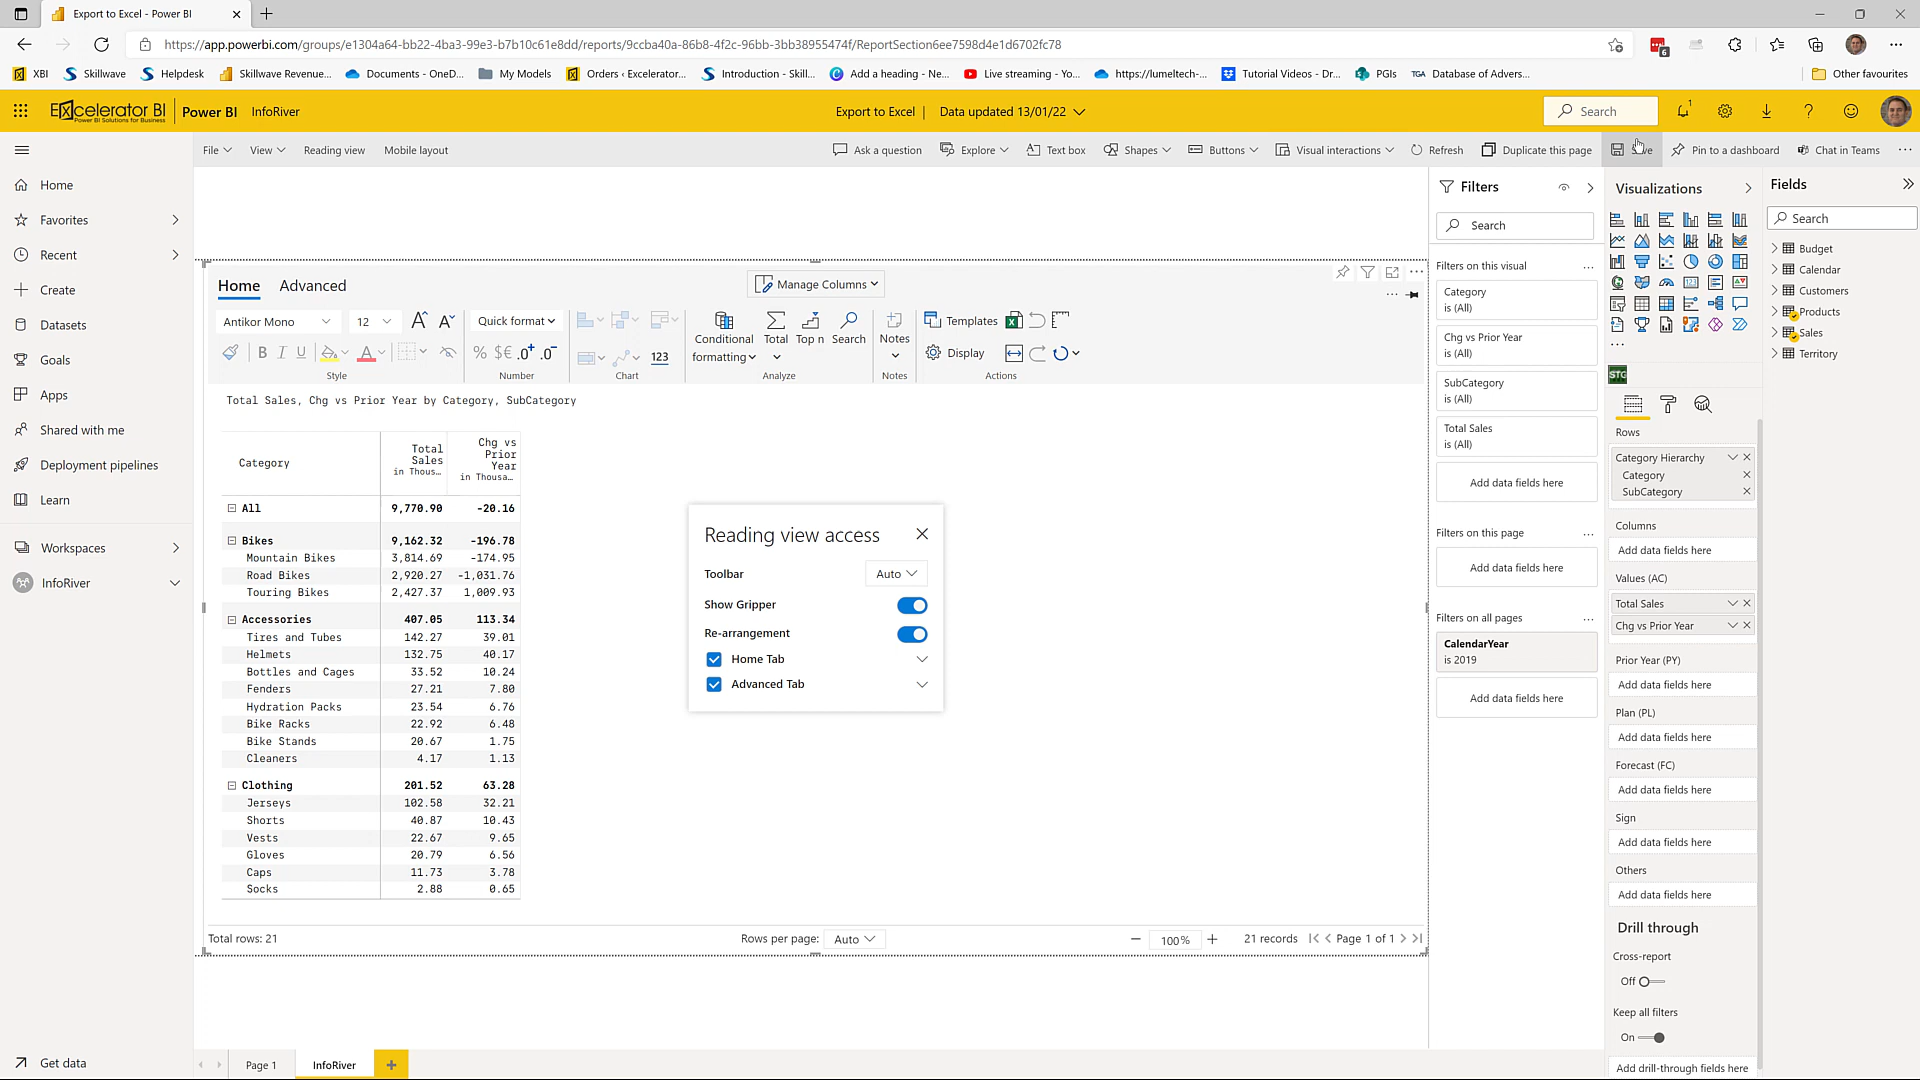 Export to Excel - Power BI
https://app.powerbi.com/groups/e1304a64-bb22-4ba3-99e3-b7b10c61e8dd/reports/9ccba40a-86b8-4f2c-96bb-3bb38955474f/ReportSection6ee7598d4e1d6702fc78
6
XBI Skillwave Helpdesk Skillwave Revenue... Documents - OneD... My Models Orders ‹ Excelerator... Introduction - Skill... Add a heading - Ne... Live streaming - Yo... https://lumeltech-... Tutorial Videos - Dr... PGIs TGA Database of Advers... Other favourites
Excelerator BI
Power BI Solutions for Business
Power BI InfoRiver
Export to Excel | Data updated 13/01/22
Search
1
File View Reading view Mobile layout
Ask a question Explore Text box Shapes Buttons Visual interactions Refresh Duplicate this page Save Pin to a dashboard Chat in Teams
Home
Favorites
Recent
Create
Datasets
Goals
Apps
Shared with me
Deployment pipelines
Learn
Workspaces
InfoRiver
Get data
Home Advanced
Manage Columns
Antikor Mono 12 Quick format
Conditional formatting
Total Top n Search Notes
Templates
B I U A % $€ .0 .0
123
Display
Style Number Chart Analyze Notes Actions
Total Sales, Chg vs Prior Year by Category, SubCategory
Category
Total Sales in Thous...
Chg vs Prior Year in Thousa...
All 9,770.90 -20.16
Bikes 9,162.32 -196.78
Mountain Bikes 3,814.69 -174.95
Road Bikes 2,920.27 -1,031.76
Touring Bikes 2,427.37 1,009.93
Accessories 407.05 113.34
Tires and Tubes 142.27 39.01
Helmets 132.75 40.17
Bottles and Cages 33.52 10.24
Fenders 27.21 7.80
Hydration Packs 23.54 6.76
Bike Racks 22.92 6.48
Bike Stands 20.67 1.75
Cleaners 4.17 1.13
Clothing 201.52 63.28
Jerseys 102.58 32.21
Shorts 40.87 10.43
Vests 22.67 9.65
Gloves 20.79 6.56
Caps 11.73 3.78
Socks 2.88 0.65
Reading view access
Toolbar Auto
Show Gripper
Re-arrangement
Home Tab
Advanced Tab
Total rows: 21
Rows per page: Auto
100%
21 records
Page 1 of 1
Page 1 InfoRiver
Filters
Search
Filters on this visual
Category
is (All)
Chg vs Prior Year
is (All)
SubCategory
is (All)
Total Sales
is (All)
Add data fields here
Filters on this page
Add data fields here
Filters on all pages
CalendarYear
is 2019
Add data fields here
Visualizations
STG
Rows
Category Hierarchy
Category
SubCategory
Columns
Add data fields here
Values (AC)
Total Sales
Chg vs Prior Year
Prior Year (PY)
Add data fields here
Plan (PL)
Add data fields here
Forecast (FC)
Add data fields here
Sign
Add data fields here
Others
Add data fields here
Drill through
Cross-report
Off
Keep all filters
On
Add drill-through fields here
Fields
Search
Budget
Calendar
Customers
Products
Sales
Territory